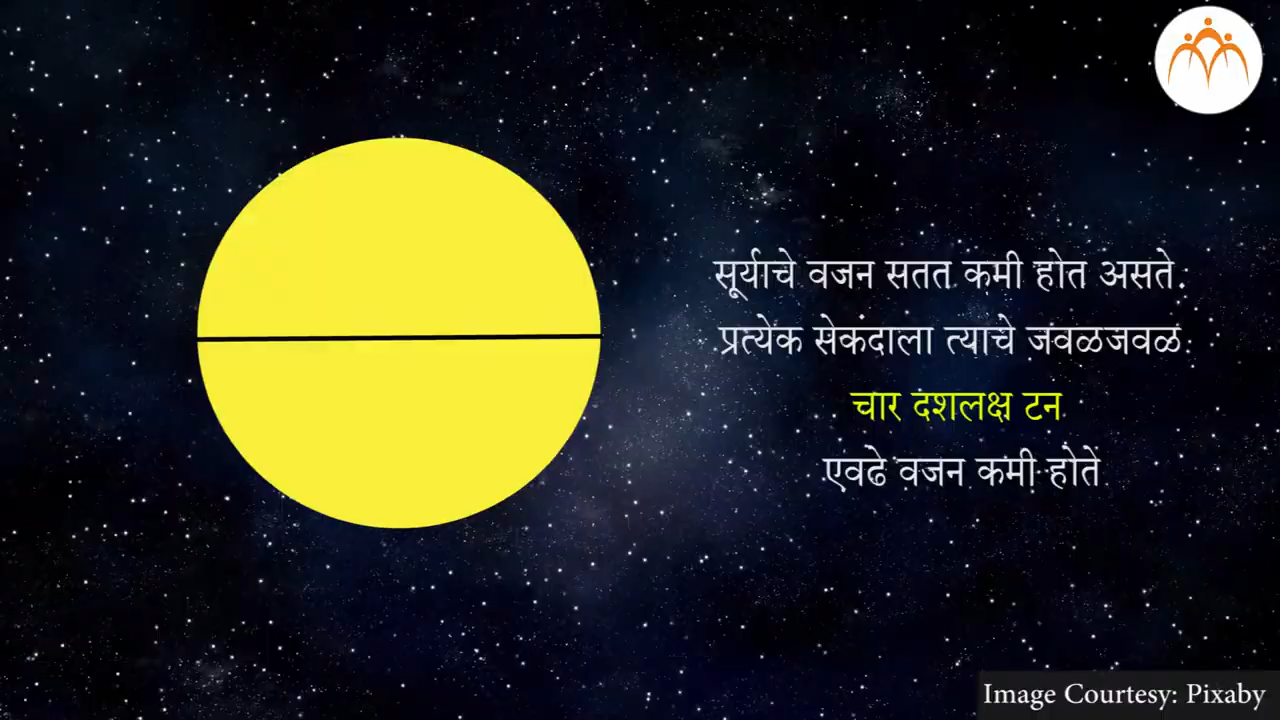 सूर्याचे वजन सतत कमी होत असते.
प्रत्येक सेकंदाला त्याचे जवळजवळ
चार दशलक्ष टन
एवढे वजन कमी होते
Image Courtesy: Pixaby